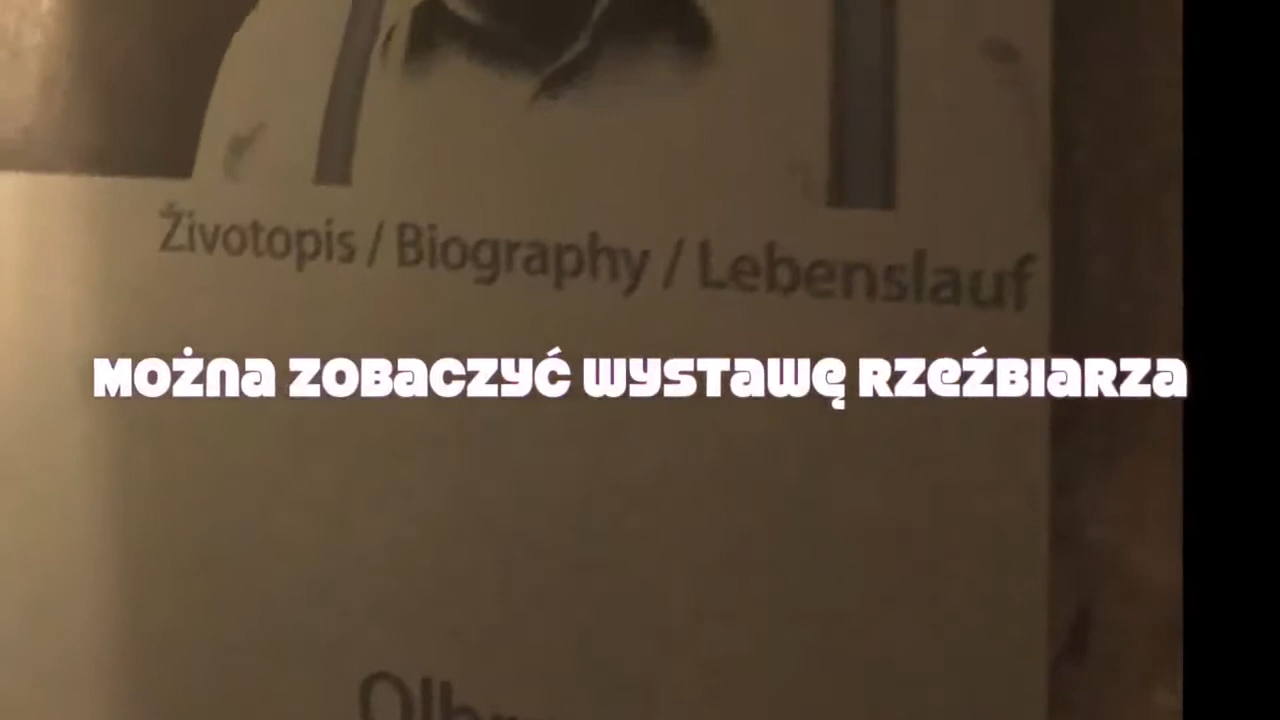 Životopis / Biography / Lebenslauf
MOŻna ZOBaCZYĆ WYSTaWę RZeŹBIaRZa